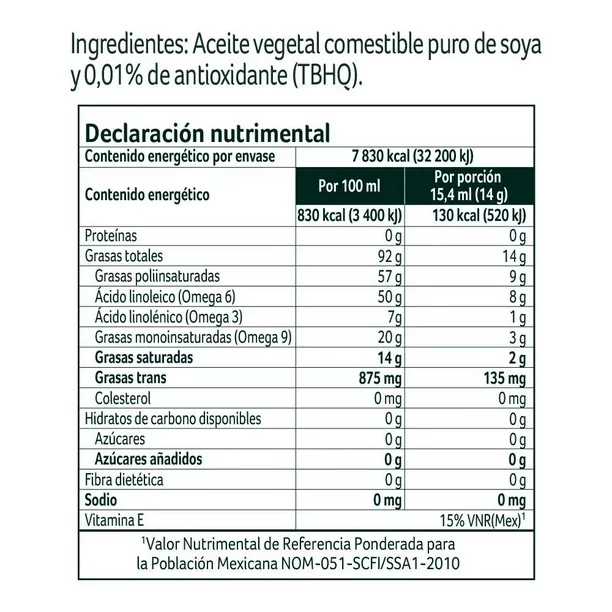 Ingredientes: Aceite vegetal comestible puro de soya
y 0,01% de antioxidante (TBHQ).
Declaración nutrimental
Contenido energético por envase 7 830 kcal (32 200 kJ)
Contenido energético Por 100 ml Por porción
15,4 ml (14 g)
830 kcal (3 400 kJ) 130 kcal (520 kJ)
Proteínas 0 g 0 g
Grasas totales 92 g 14 g
Grasas poliinsaturadas 57 g 9 g
Ácido linoleico (Omega 6) 50 g 8 g
Ácido linolénico (Omega 3) 7g 1 g
Grasas monoinsaturadas (Omega 9) 20 g 3 g
Grasas saturadas 14 g 2 g
Grasas trans 875 mg 135 mg
Colesterol 0 mg 0 mg
Hidratos de carbono disponibles 0 g 0 g
Azúcares 0 g 0 g
Azúcares añadidos 0 g 0 g
Fibra dietética 0 g 0 g
Sodio 0 mg 0 mg
Vitamina E 15% VNR(Mex)¹
¹Valor Nutrimental de Referencia Ponderada para
la Población Mexicana NOM-051-SCFI/SSA1-2010